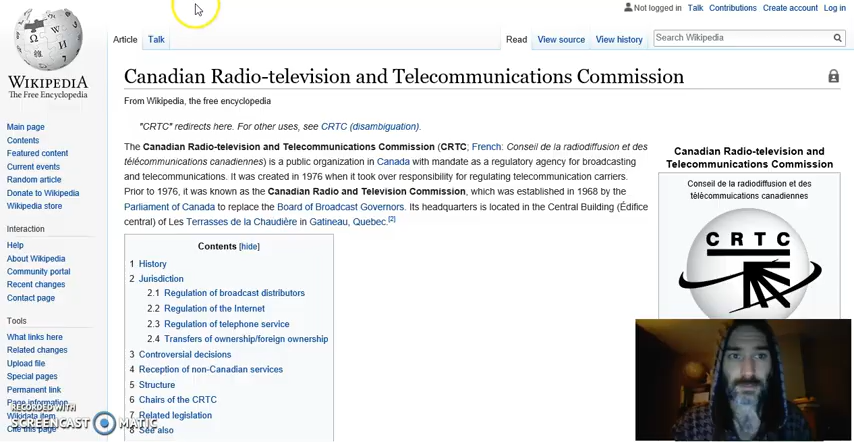 Not logged in Talk Contributions Create account Log in
Article Talk Read View source View history Search Wikipedia
WIKIPEDIA
The Free Encyclopedia
Canadian Radio-television and Telecommunications Commission
From Wikipedia, the free encyclopedia
"CRTC" redirects here. For other uses, see CRTC (disambiguation).
The Canadian Radio-television and Telecommunications Commission (CRTC; French: Conseil de la radiodiffusion et des
télécommunications canadiennes) is a public organization in Canada with mandate as a regulatory agency for broadcasting
and telecommunications. It was created in 1976 when it took over responsibility for regulating telecommunication carriers.
Prior to 1976, it was known as the Canadian Radio and Television Commission, which was established in 1968 by the
Parliament of Canada to replace the Board of Broadcast Governors. Its headquarters is located in the Central Building (Édifice
central) of Les Terrasses de la Chaudière in Gatineau, Quebec.[2]
Contents [hide]
1 History
2 Jurisdiction
2.1 Regulation of broadcast distributors
2.2 Regulation of the Internet
2.3 Regulation of telephone service
2.4 Transfers of ownership/foreign ownership
3 Controversial decisions
4 Reception of non-Canadian services
5 Structure
6 Chairs of the CRTC
7 Related legislation
8 See also
Canadian Radio-television and
Telecommunications Commission
Conseil de la radiodiffusion et des
télécommunications canadiennes
CRTC
Main page
Contents
Featured content
Current events
Random article
Donate to Wikipedia
Wikipedia store
Interaction
Help
About Wikipedia
Community portal
Recent changes
Contact page
Tools
What links here
Related changes
Upload file
Special pages
Permanent link
Page information
Wikidata item
Cite this page
RECORDED WITH
SCREENCAST MATIC